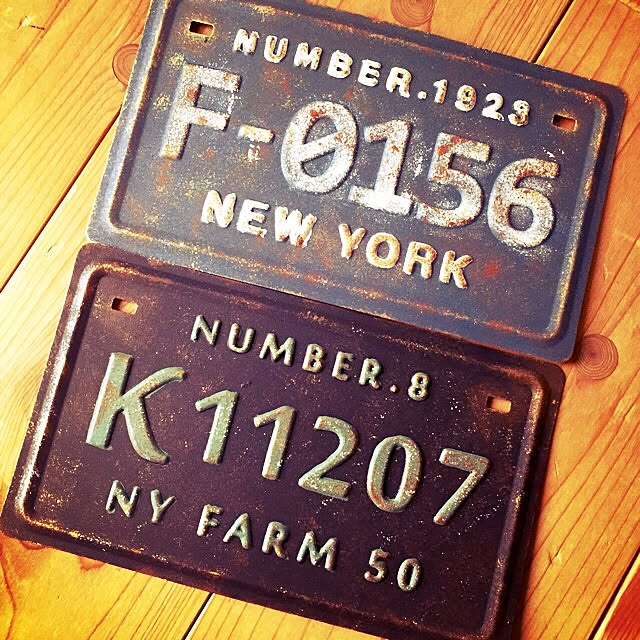 NUMBER.1923
F-0156
NEW YORK
NUMBER.8
K11207
NY FARM 50